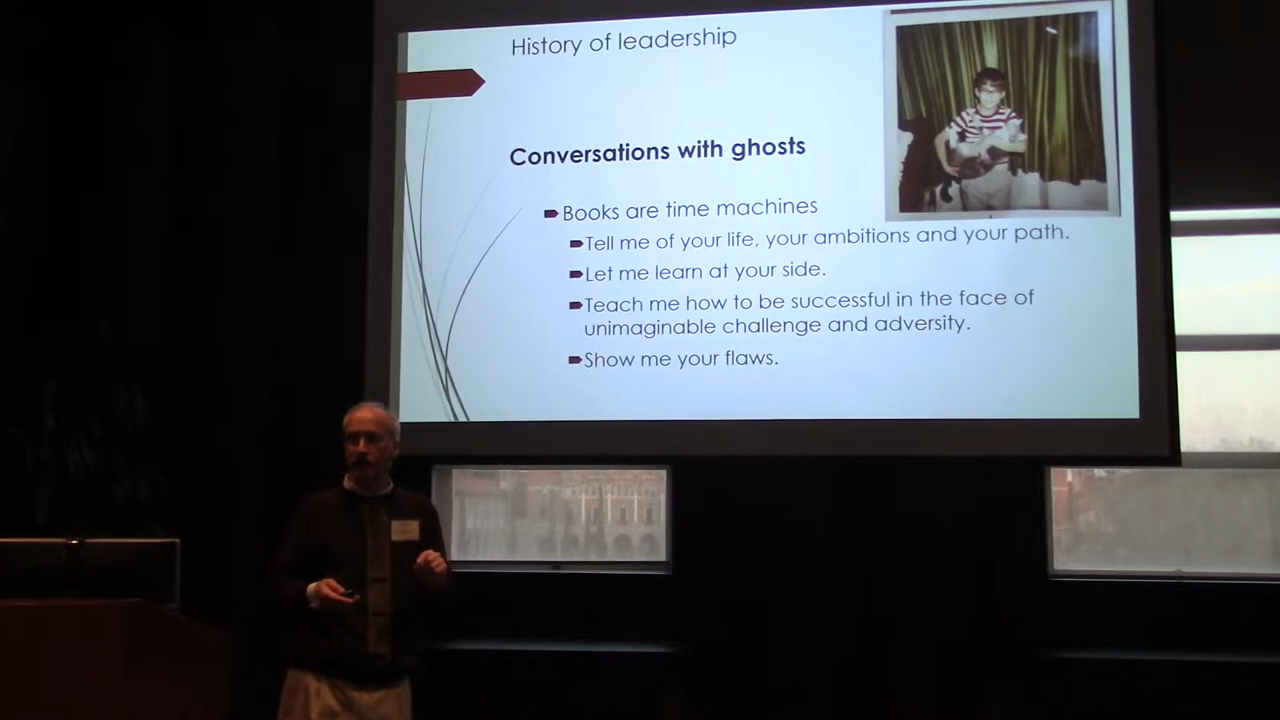 History of leadership
Conversations with ghosts
Books are time machines
Tell me of your life, your ambitions and your path.
Let me learn at your side.
Teach me how to be successful in the face of
unimaginable challenge and adversity.
Show me your flaws.